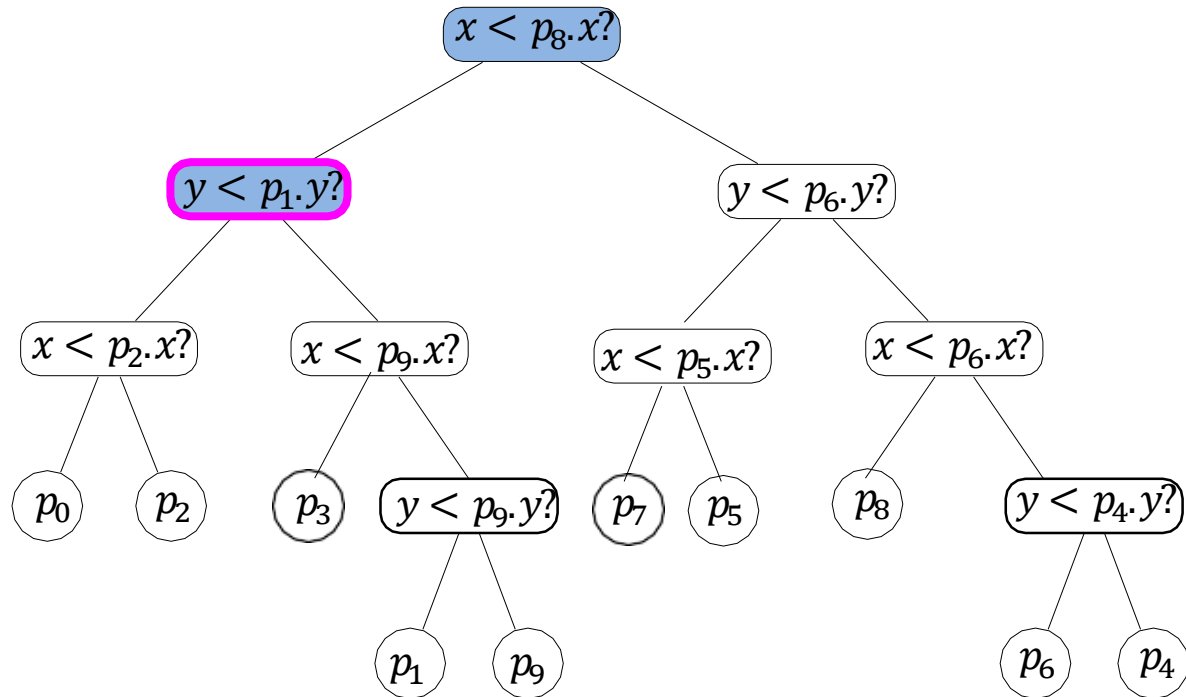 x < p₈.x?
y < p₁.y?
y < p₆.y?
x < p₂.x?
x < p₉.x?
x < p₅.x?
x < p₆.x?
p₀
p₂
p₃
y < p₉.y?
p₇
p₅
p₈
y < p₄.y?
p₁
p₉
p₆
p₄